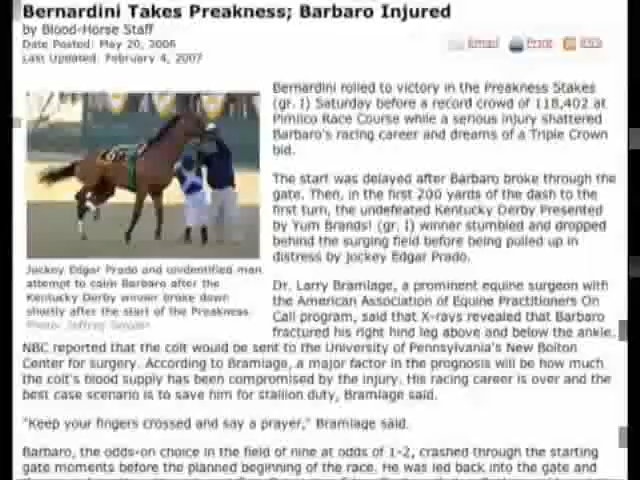 Bernardini Takes Preakness; Barbaro Injured
by Blood-Horse Staff
Date Posted: May 20, 2006
Last Updated: February 4, 2007
Email Print RSS
Bernardini rolled to victory in the Preakness Stakes
(gr. I) Saturday before a record crowd of 118,402 at
Pimlico Race Course while a serious injury shattered
Barbaro's racing career and dreams of a Triple Crown
bid.
The start was delayed after Barbaro broke through the
gate. Then, in the first 200 yards of the dash to the
first turn, the undefeated Kentucky Derby Presented
by Yum Brands! (gr. I) winner stumbled and dropped
behind the surging field before being pulled up in
distress by jockey Edgar Prado.
Jockey Edgar Prado and unidentified man
attempt to calm Barbaro after the
Kentucky Derby winner broke down
shortly after the start of the Preakness.
Photo: Jeffrey Snyder
Dr. Larry Bramlage, a prominent equine surgeon with
the American Association of Equine Practitioners On
Call program, said that X-rays revealed that Barbaro
fractured his right hind leg above and below the ankle.
NBC reported that the colt would be sent to the University of Pennsylvania's New Bolton
Center for surgery. According to Bramlage, a major factor in the prognosis will be how much
the colt's blood supply has been compromised by the injury. His racing career is over and the
best case scenario is to save him for stallion duty, Bramlage said.
"Keep your fingers crossed and say a prayer," Bramlage said.
Barbaro, the odds-on choice in the field of nine at odds of 1-2, crashed through the starting
gate moments before the planned beginning of the race. He was led back into the gate and